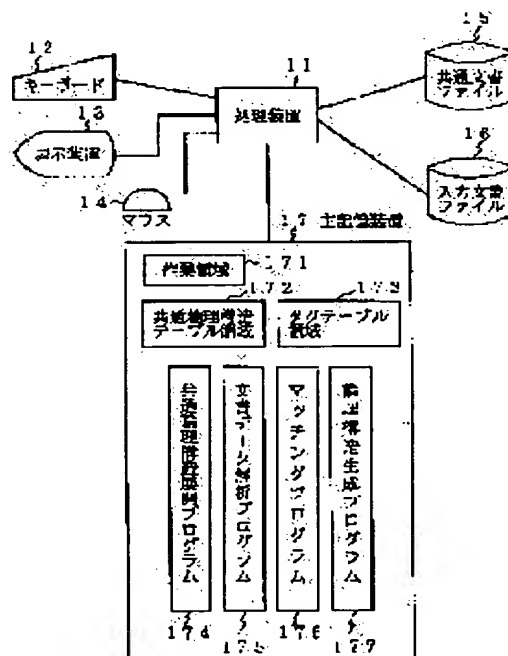 12
キーボード
13
表示装置
14
マウス
11
処理装置
15
共通文書
ファイル
16
入力文書
ファイル
17 主記憶装置
171
作業領域
172
共通論理構造
テーブル領域
173
タグテーブル
領域
共通論理構造展開プログラム
文書データ解析プログラム
マッチングプログラム
論理構造生成プログラム
174
175
176
177